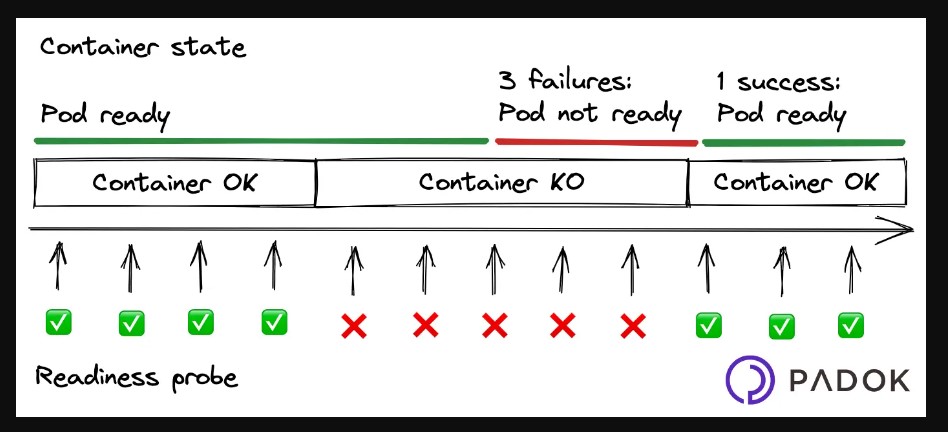 Container state
3 failures:
1 success:
Pod ready
Pod not ready
Pod ready
Container OK
Container KO
Container OK
Readiness probe
PADOK